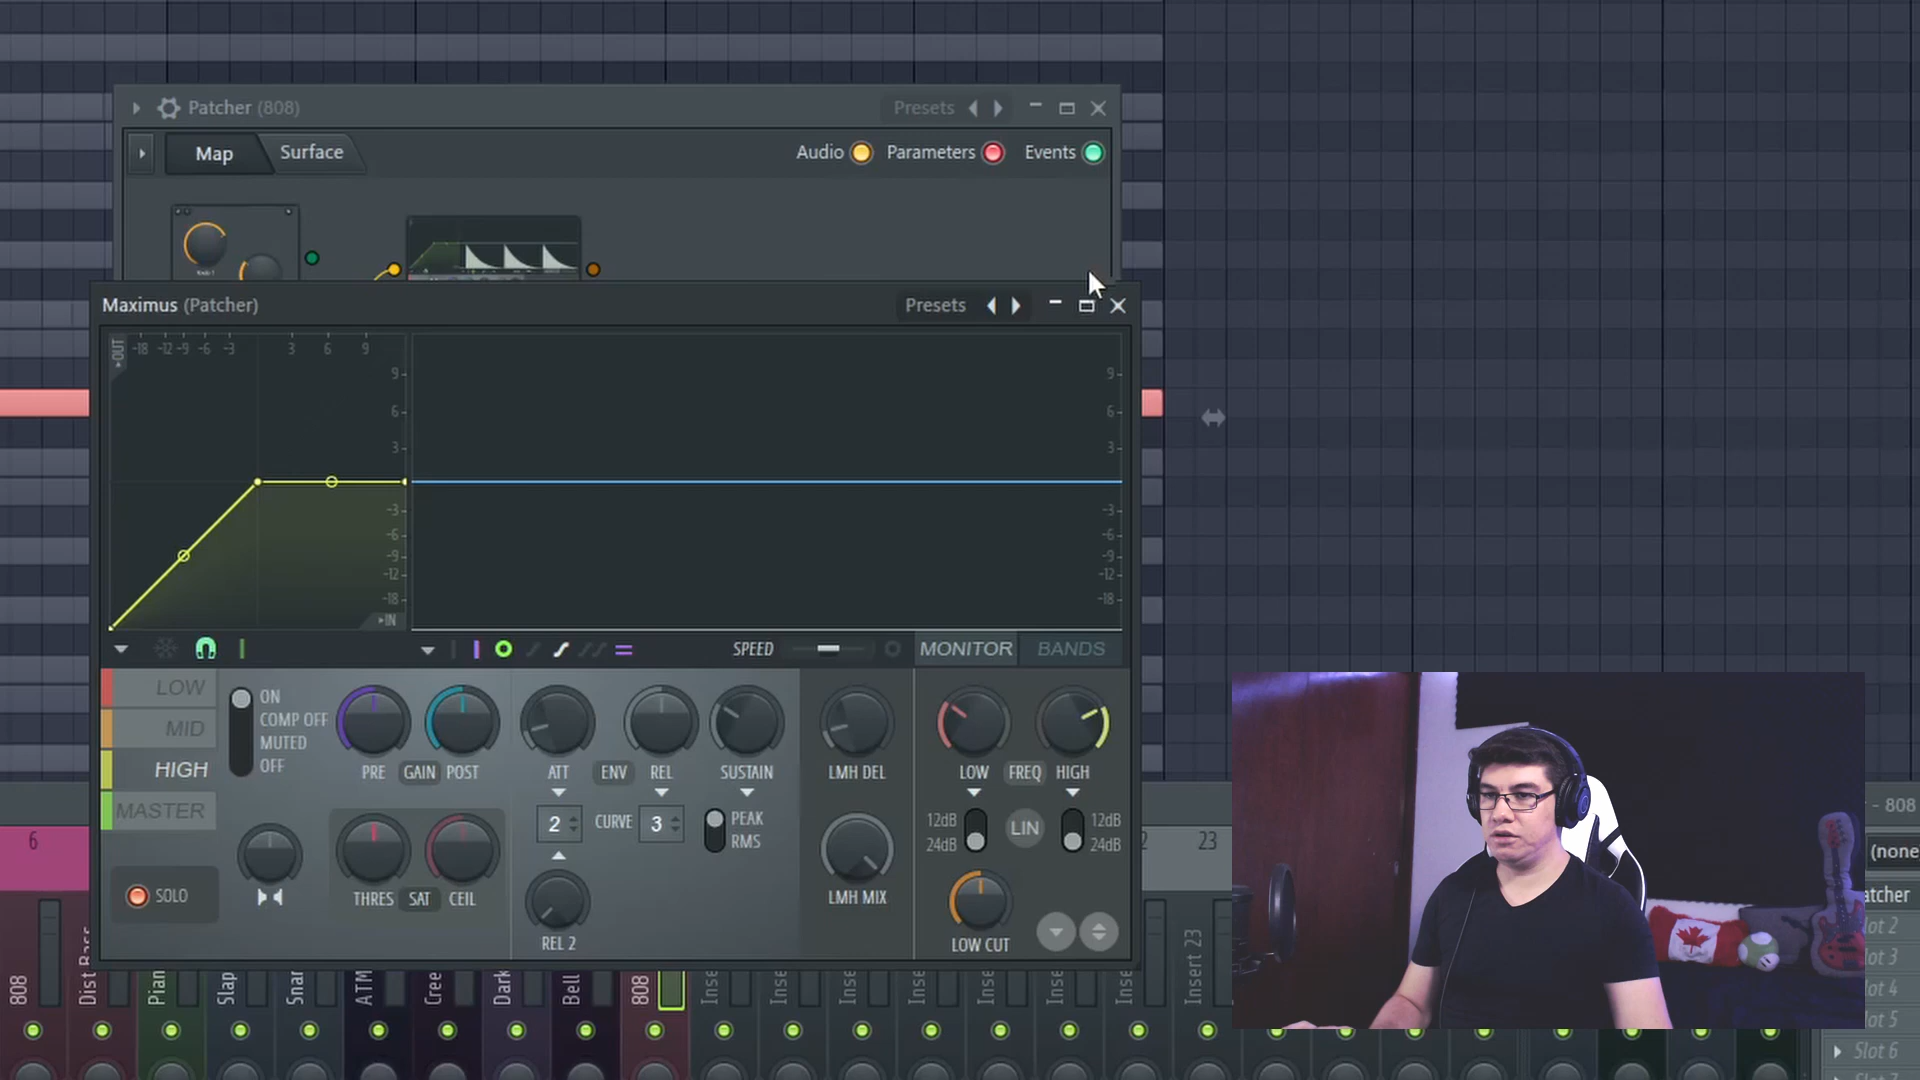 Patcher (808)
Presets
Map
Surface
Audio
Parameters
Events
Maximus (Patcher)
Presets
OUT
-18 -12 -9 -6 -3 3 6 9
9
6
3
-3
-6
-9
-12
-18
IN
9
6
3
-3
-6
-9
-12
-18
SPEED
MONITOR
BANDS
LOW
MID
HIGH
MASTER
SOLO
ON
COMP OFF
MUTED
OFF
PRE
GAIN
POST
THRES
SAT
CEIL
ATT
ENV
REL
SUSTAIN
2
CURVE
3
PEAK
RMS
REL 2
LMH DEL
LMH MIX
LOW
FREQ
HIGH
12dB
24dB
LIN
12dB
24dB
LOW CUT
6
2
23
- 808
(none
atcher
lot 2
lot 3
lot 4
lot 5
Slot 6
808
Dist Bass
Pian
Slap
Snar
ATM
Cree
Dark
Bell
808
Inse
Inse
Inse
Inse
Inse
Inse
Inse
Insert 23